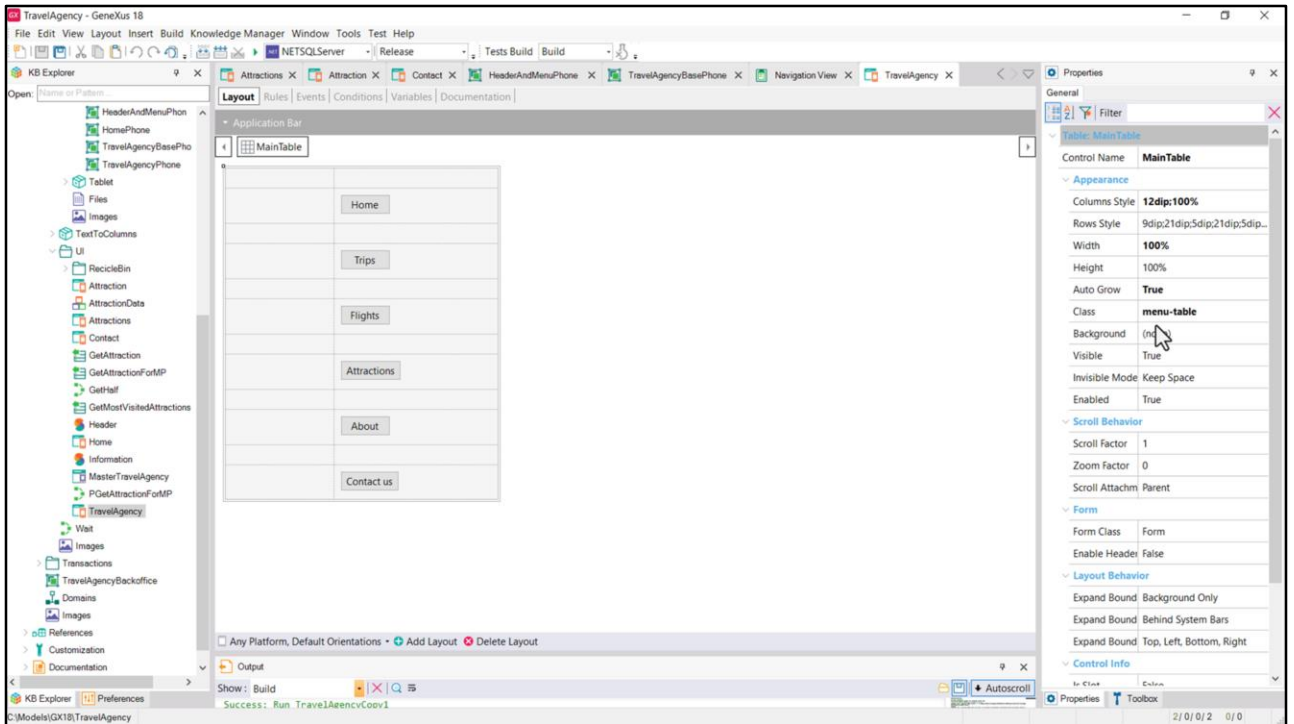 GX TravelAgency - GeneXus 18
File Edit View Layout Insert Build Knowledge Manager Window Tools Test Help
NETSQLServer Release Tests Build Build
KB Explorer
Open: Name or Pattern...
HeaderAndMenuPhon
HomePhone
TravelAgencyBasePho
TravelAgencyPhone
Tablet
Files
Images
TextToColumns
UI
RecicleBin
Attraction
AttractionData
Attractions
Contact
GetAttraction
GetAttractionForMP
GetHalf
GetMostVisitedAttractions
Header
Home
Information
MasterTravelAgency
PGetAttractionForMP
TravelAgency
Wait
Images
Transactions
TravelAgencyBackoffice
Domains
Images
References
Customization
Documentation
KB Explorer Preferences
C:\Models\GX18\TravelAgency
Attractions Attraction Contact HeaderAndMenuPhone TravelAgencyBasePhone Navigation View TravelAgency
Layout Rules Events Conditions Variables Documentation
Application Bar
MainTable
Home
Trips
Flights
Attractions
About
Contact us
Any Platform, Default Orientations Add Layout Delete Layout
Output
Show: Build Autoscroll
Success: Run TravelAgencyCopy1
Properties
General
Filter
Table: MainTable
Control Name MainTable
Appearance
Columns Style 12dip;100%
Rows Style 9dip;21dip;5dip;21dip;5dip...
Width 100%
Height 100%
Auto Grow True
Class menu-table
Background
Visible True
Invisible Mode Keep Space
Enabled True
Scroll Behavior
Scroll Factor 1
Zoom Factor 0
Scroll Attachm Parent
Form
Form Class Form
Enable Header False
Layout Behavior
Expand Bound Background Only
Expand Bound Behind System Bars
Expand Bound Top, Left, Bottom, Right
Control Info
Properties Toolbox
2/0/0/2 0/0